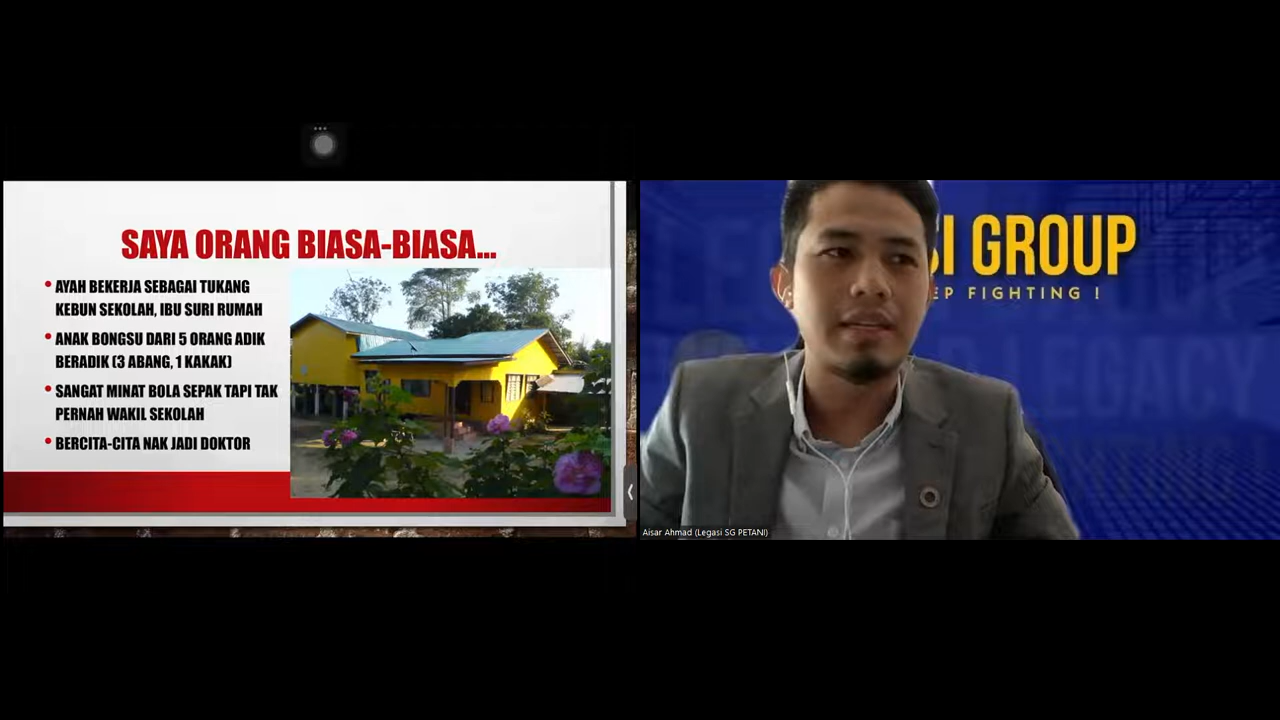 SAYA ORANG BIASA-BIASA...
• AYAH BEKERJA SEBAGAI TUKANG
KEBUN SEKOLAH, IBU SURI RUMAH
• ANAK BONGSU DARI 5 ORANG ADIK
BERADIK (3 ABANG, 1 KAKAK)
• SANGAT MINAT BOLA SEPAK TAPI TAK
PERNAH WAKIL SEKOLAH
• BERCITA-CITA NAK JADI DOKTOR
SI GROUP
EP FIGHTING !
Aisar Ahmad (Legasi SG PETANI)